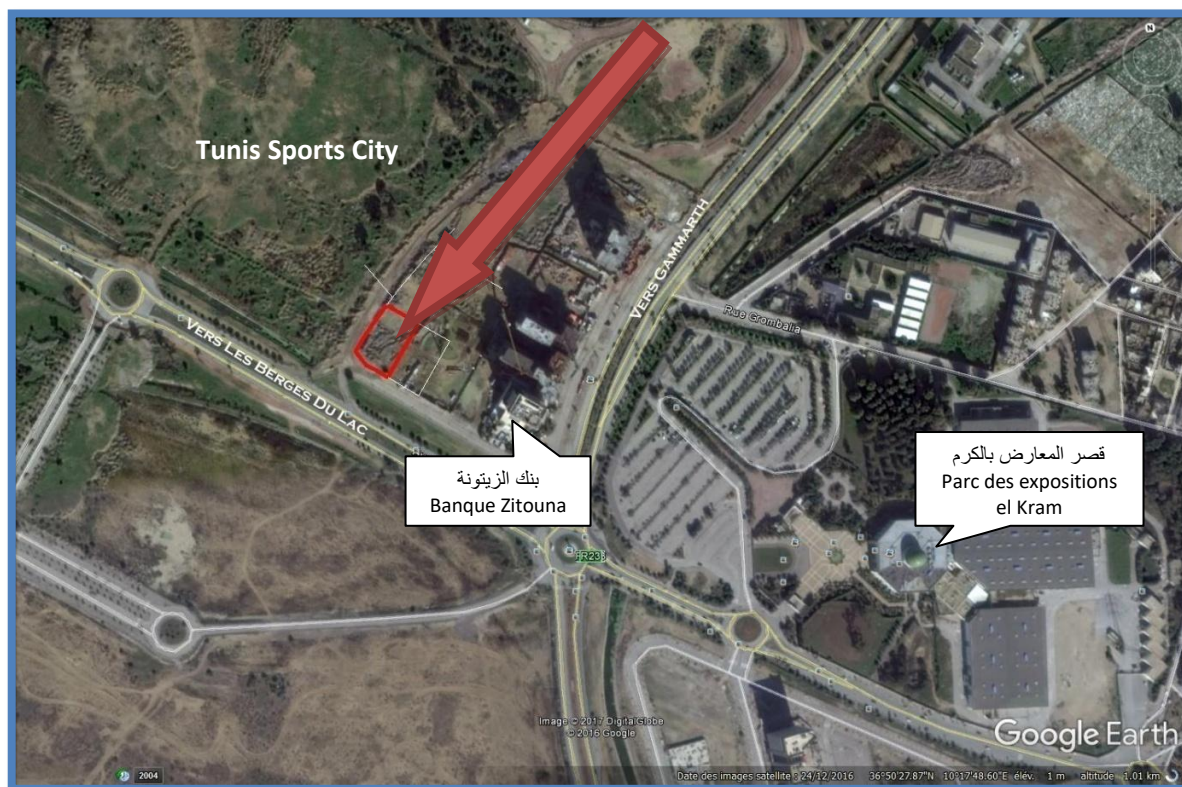 N
Tunis Sports City
VERS GAMMARTH
Rue Grombalia
VERS LES BERGES DU LAC
بنك الزيتونة
Banque Zitouna
قصر المعارض بالكرم
Parc des expositions
el Kram
Image © 2017 DigitalGlobe
© 2016 Google
Google Earth
2004
Date des images satellite : 24/12/2016 36°50'27.87"N 10°17'48.60"E élév. 1 m altitude 1.01 km